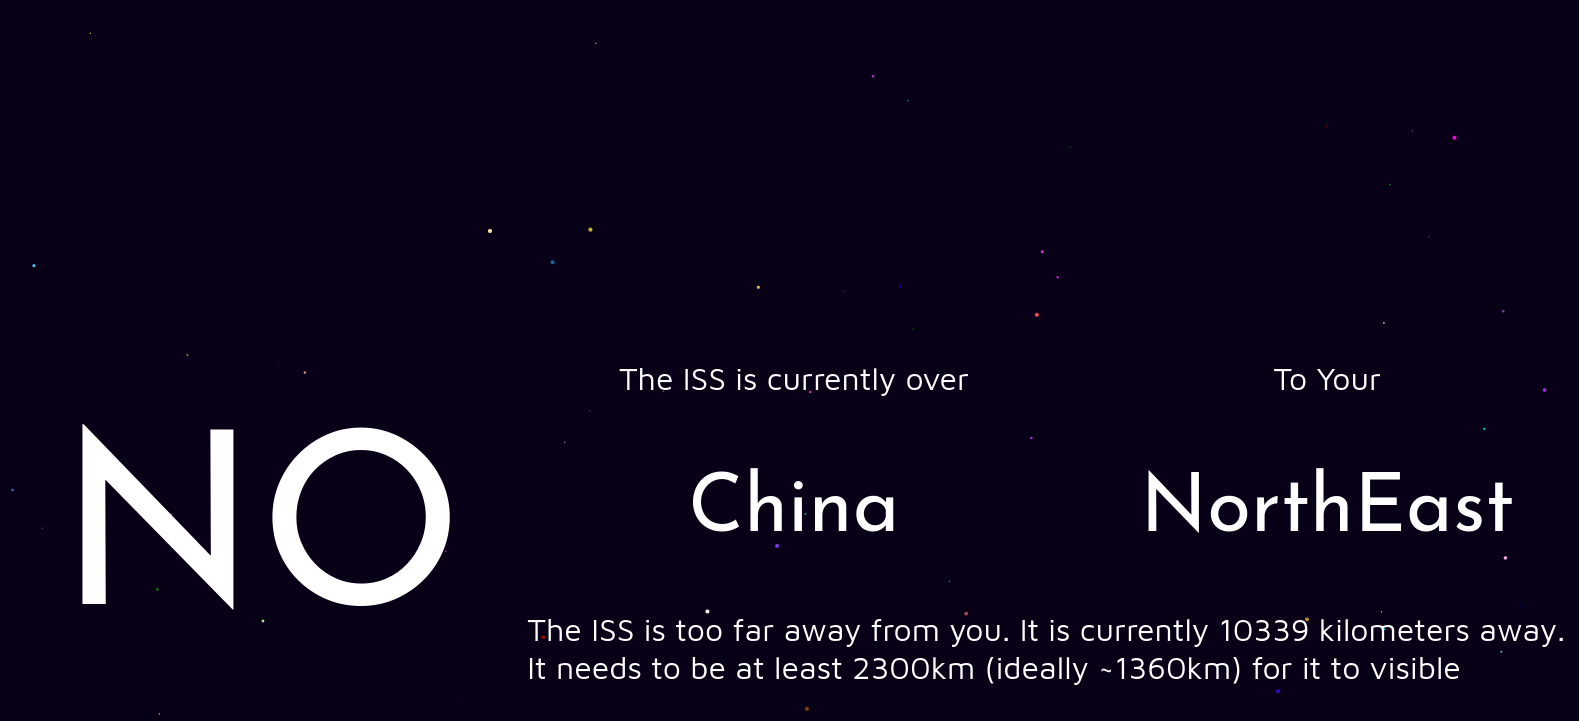 NO
The ISS is currently over
China
To Your
NorthEast
The ISS is too far away from you. It is currently 10339 kilometers away.
It needs to be at least 2300km (ideally ~1360km) for it to visible